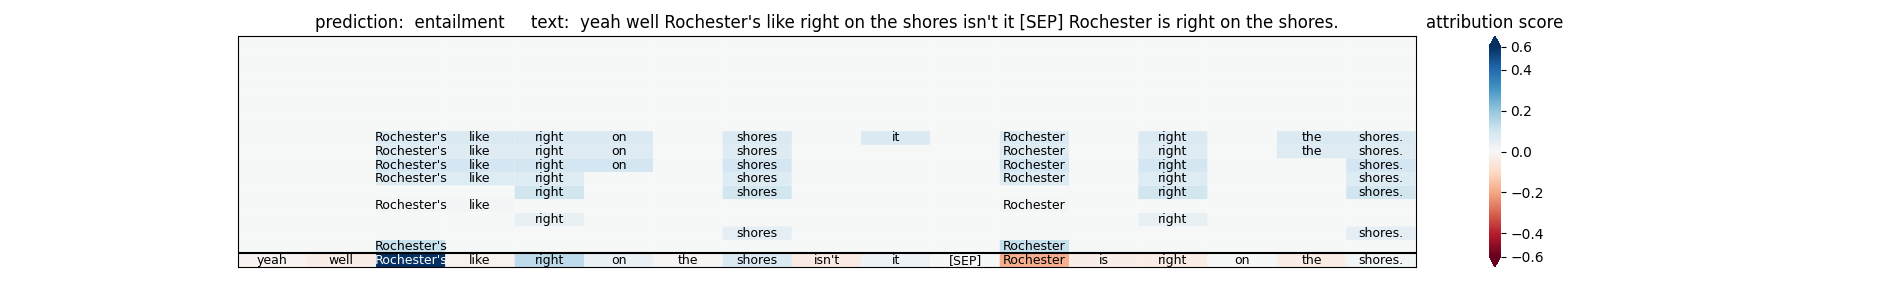 prediction:  entailment     text:  yeah well Rochester's like right on the shores isn't it [SEP] Rochester is right on the shores.
attribution score
Rochester's like right on shores it Rochester right the shores.
Rochester's like right on shores Rochester right the shores.
Rochester's like right on shores Rochester right shores.
Rochester's like right shores Rochester right shores.
right shores right shores.
Rochester's like Rochester
right right
shores shores.
Rochester's Rochester
yeah well Rochester's like right on the shores isn't it [SEP] Rochester is right on the shores.
0.6
0.4
0.2
0.0
−0.2
−0.4
−0.6